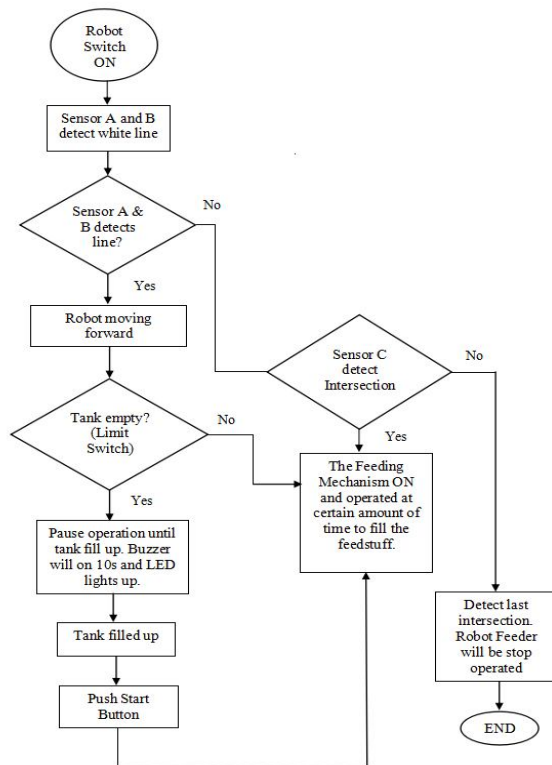 Robot
Switch
ON
Sensor A and B
detect white line
Sensor A &
B detects
line?
No
Yes
Robot moving
forward
Sensor C
detect
Intersection
No
Yes
Tank empty?
(Limit
Switch)
No
Yes
The Feeding
Mechanism ON
and operated at
certain amount of
time to fill the
feedstuff.
Pause operation until
tank fill up. Buzzer
will on 10s and LED
lights up.
Tank filled up
Push Start
Button
Detect last
intersection.
Robot Feeder
will be stop
operated
END